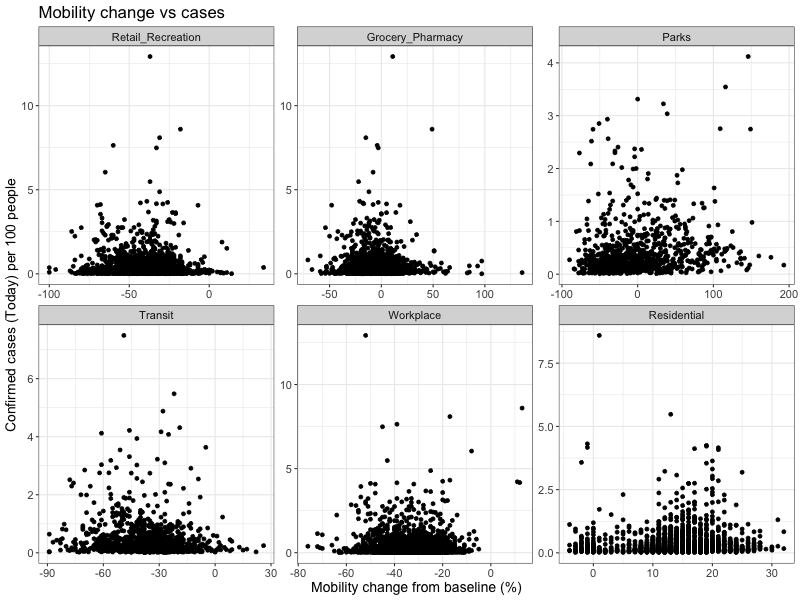 Mobility change vs cases
Retail_Recreation
Grocery_Pharmacy
Parks
10
5
0
-100 -50 0
10
5
0
-50 0 50 100
4
3
2
1
0
-100 0 100 200
Confirmed cases (Today) per 100 people
Transit
Workplace
Residential
6
4
2
0
-90 -60 -30 0 30
10
5
0
-80 -60 -40 -20 0
7.5
5.0
2.5
0.0
0 10 20 30
Mobility change from baseline (%)